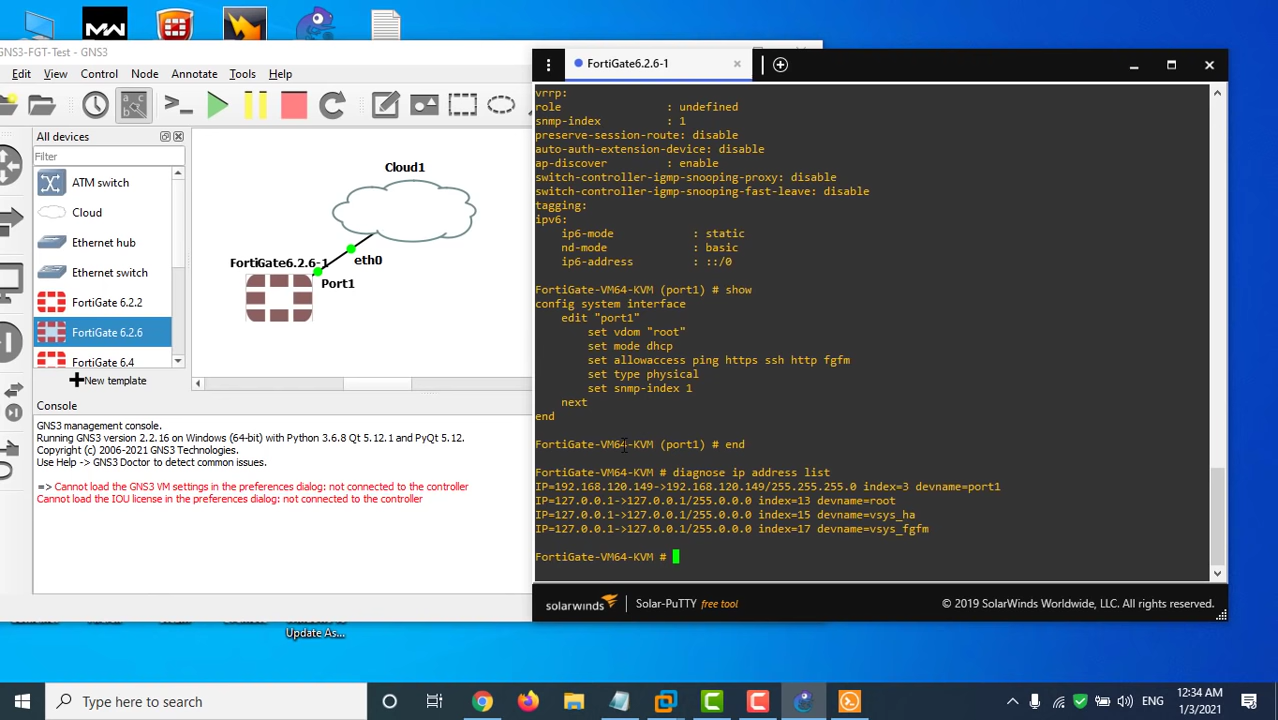 GNS3-FGT-Test - GNS3
Edit View Control Node Annotate Tools Help
All devices
Filter
ATM switch
Cloud
Ethernet hub
Ethernet switch
FortiGate 6.2.2
FortiGate 6.2.6
FortiGate 6.4
New template
Cloud1
FortiGate6.2.6-1
eth0
Port1
Console
GNS3 management console.
Running GNS3 version 2.2.16 on Windows (64-bit) with Python 3.6.8 Qt 5.12.1 and PyQt 5.12.
Copyright (c) 2006-2021 GNS3 Technologies.
Use Help -> GNS3 Doctor to detect common issues.
=> Cannot load the GNS3 VM settings in the preferences dialog: not connected to the controller
Cannot load the IOU license in the preferences dialog: not connected to the controller
FortiGate6.2.6-1
vrrp:
role : undefined
snmp-index : 1
preserve-session-route: disable
auto-auth-extension-device: disable
ap-discover : enable
switch-controller-igmp-snooping-proxy: disable
switch-controller-igmp-snooping-fast-leave: disable
tagging:
ipv6:
ip6-mode : static
nd-mode : basic
ip6-address : ::/0
FortiGate-VM64-KVM (port1) # show
config system interface
edit "port1"
set vdom "root"
set mode dhcp
set allowaccess ping https ssh http fgfm
set type physical
set snmp-index 1
next
end
FortiGate-VM64-KVM (port1) # end
FortiGate-VM64-KVM # diagnose ip address list
IP=192.168.120.149->192.168.120.149/255.255.255.0 index=3 devname=port1
IP=127.0.0.1->127.0.0.1/255.0.0.0 index=13 devname=root
IP=127.0.0.1->127.0.0.1/255.0.0.0 index=15 devname=vsys_ha
IP=127.0.0.1->127.0.0.1/255.0.0.0 index=17 devname=vsys_fgfm
FortiGate-VM64-KVM #
solarwinds Solar-PuTTY free tool © 2019 SolarWinds Worldwide, LLC. All rights reserved.
Update As...
Type here to search
ENG
12:34 AM
1/3/2021